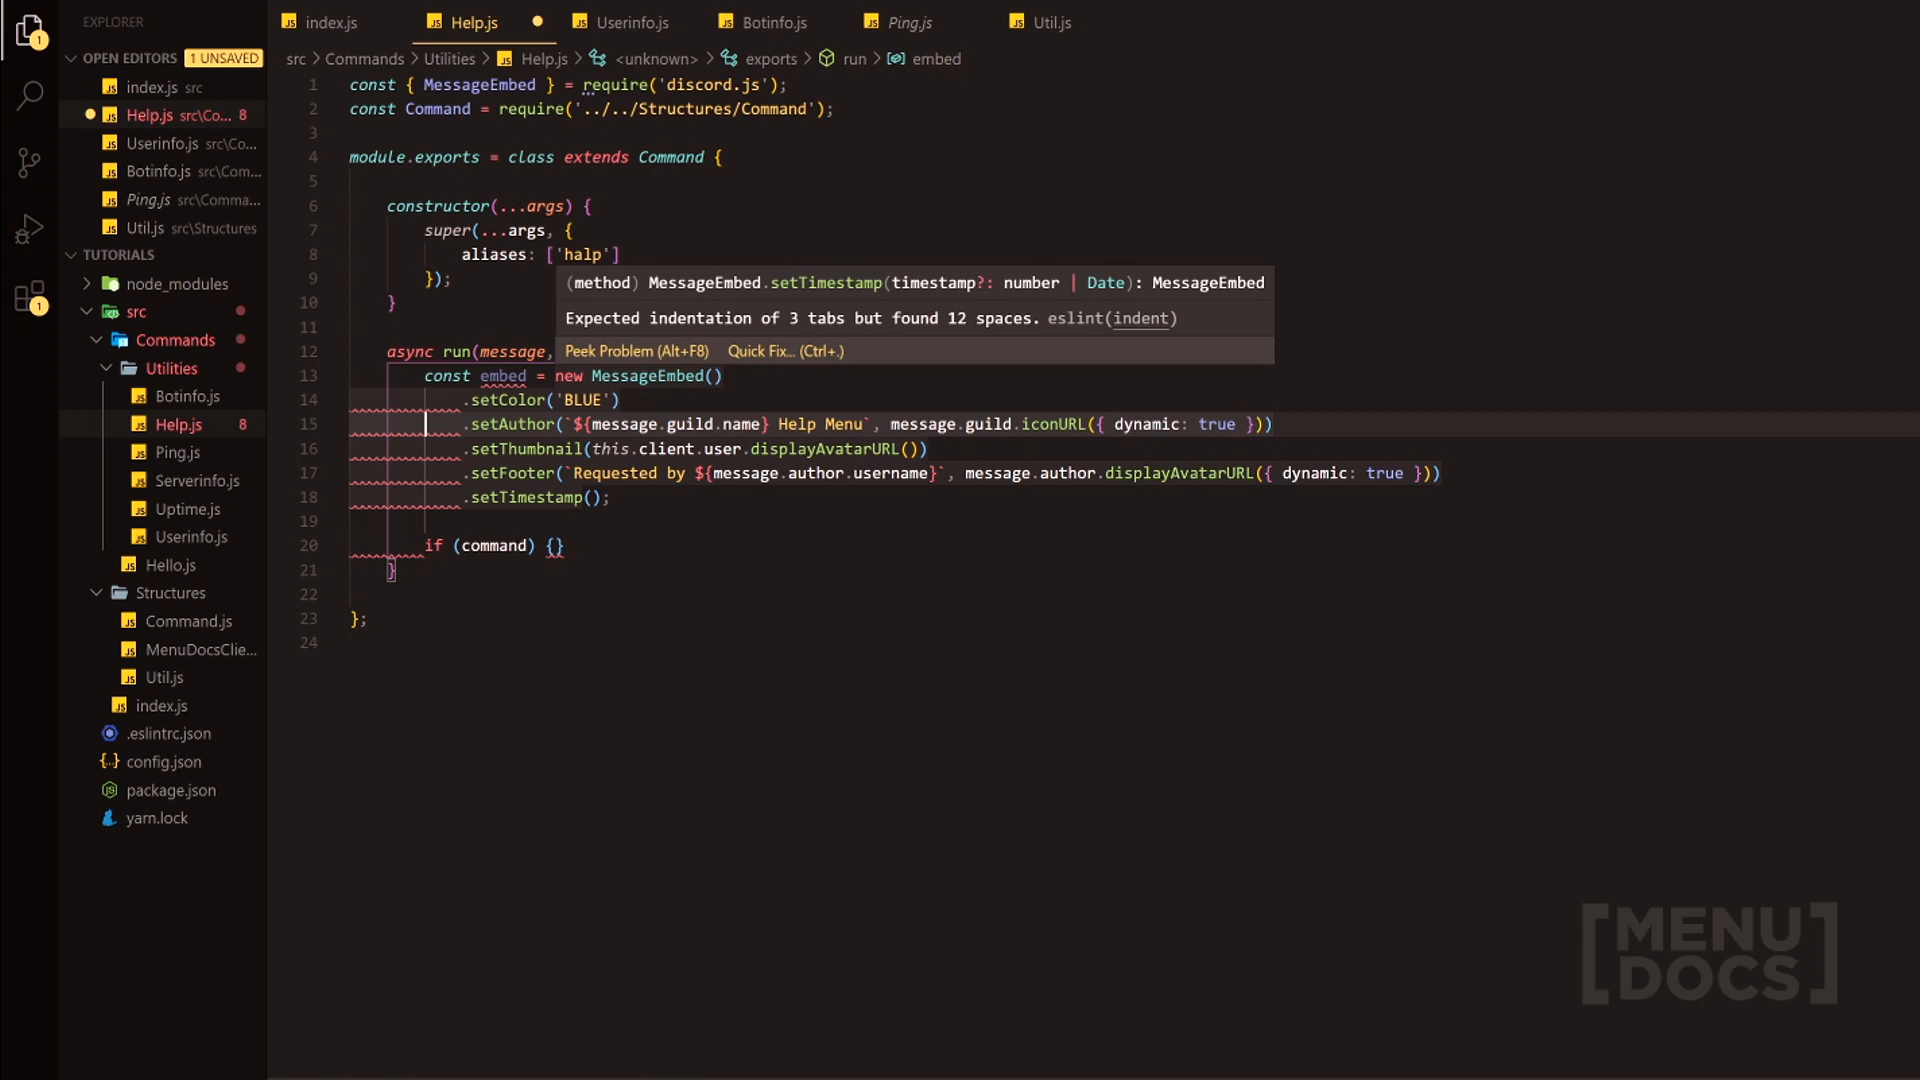 EXPLORER
OPEN EDITORS 1 UNSAVED
index.js src
Help.js src\Co... 8
Userinfo.js src\Co...
Botinfo.js src\Com...
Ping.js src\Comma...
Util.js src\Structures
TUTORIALS
node_modules
src
Commands
Utilities
Botinfo.js
Help.js 8
Ping.js
Serverinfo.js
Uptime.js
Userinfo.js
Hello.js
Structures
Command.js
MenuDocsClie...
Util.js
index.js
.eslintrc.json
config.json
package.json
yarn.lock
1
1
index.js Help.js Userinfo.js Botinfo.js Ping.js Util.js
src > Commands > Utilities > Help.js > <unknown> > exports > run > embed
1 const { MessageEmbed } = require('discord.js');
2 const Command = require('../../Structures/Command');
3
4 module.exports = class extends Command {
5
6 constructor(...args) {
7 super(...args, {
8 aliases: ['halp']
9 });
10 }
11
12 async run(message,
13 const embed = new MessageEmbed()
14 .setColor('BLUE')
15 .setAuthor(`${message.guild.name} Help Menu`, message.guild.iconURL({ dynamic: true }))
16 .setThumbnail(this.client.user.displayAvatarURL())
17 .setFooter(`Requested by ${message.author.username}`, message.author.displayAvatarURL({ dynamic: true }))
18 .setTimestamp();
19
20 if (command) {}
21 }
22
23 };
24
(method) MessageEmbed.setTimestamp(timestamp?: number | Date): MessageEmbed
Expected indentation of 3 tabs but found 12 spaces. eslint(indent)
Peek Problem (Alt+F8) Quick Fix... (Ctrl+.)
[MENU
DOCS]